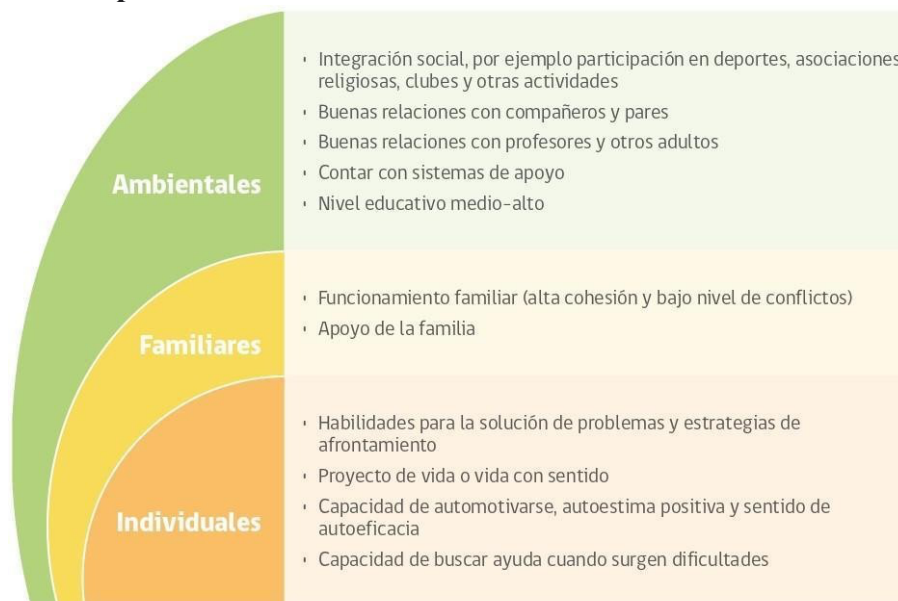 Integración social, por ejemplo participación en deportes, asociaciones
religiosas, clubes y otras actividades
Buenas relaciones con compañeros y pares
Buenas relaciones con profesores y otros adultos
Ambientales
Contar con sistemas de apoyo
Nivel educativo medio-alto
Funcionamiento familiar (alta cohesión y bajo nivel de conflictos)
Familiares
Apoyo de la familia
Habilidades para la solución de problemas y estrategias de
afrontamiento
Proyecto de vida o vida con sentido
Individuales
Capacidad de automotivarse, autoestima positiva y sentido de
autoeficacia
Capacidad de buscar ayuda cuando surgen dificultades